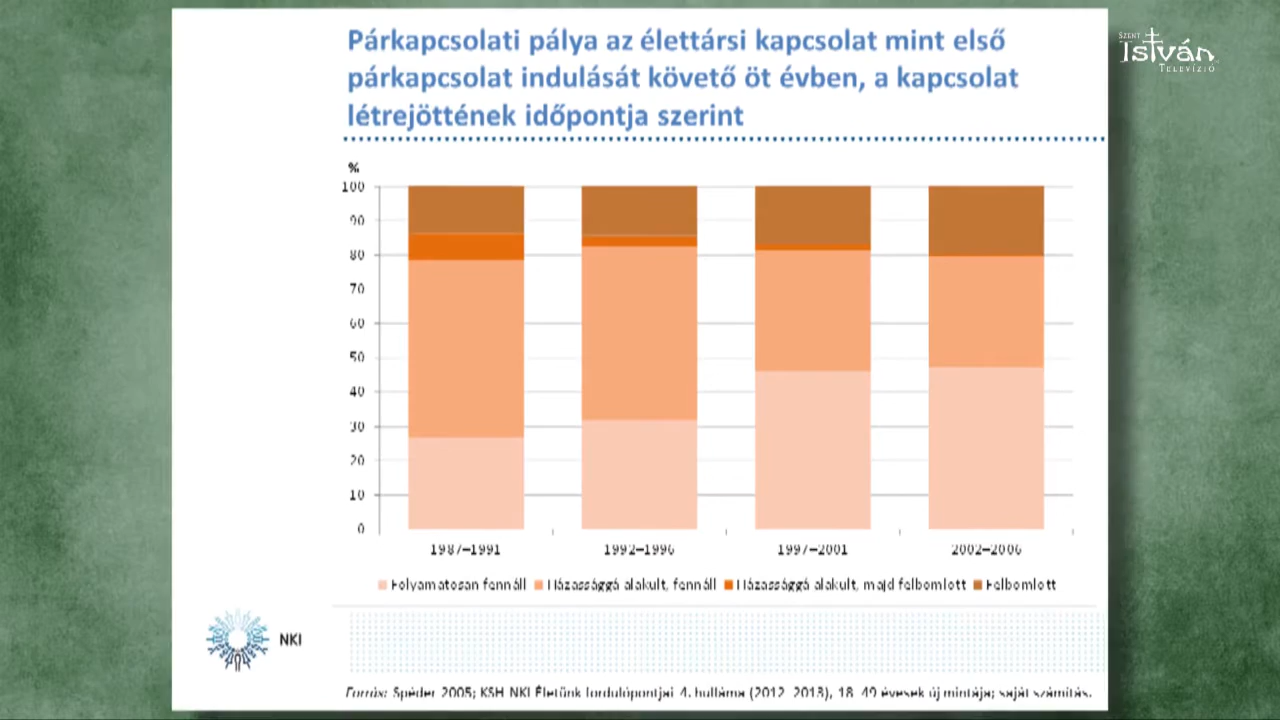 Párkapcsolati pálya az élettársi kapcsolat mint első
párkapcsolat indulását követő öt évben, a kapcsolat
létrejöttének időpontja szerint
SZENT
ISTVÁN
TELEVÍZIÓ
%
100
90
80
70
60
50
40
30
20
10
0
1987–1991 1992–1996 1997–2001 2002–2006
Folyamatosan fennáll Házassággá alakult, fennáll Házassággá alakult, majd felbomlott Felbomlott
NKI
Forrás: Spéder 2005; KSH NKI Életünk fordulópontjai 4. hulláma (2012–2013), 18–49 évesek új mintája; saját számítás.